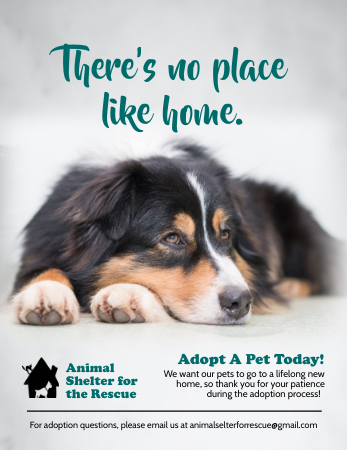 There's no place
like home.
Animal
Shelter for
the Rescue
Adopt A Pet Today!
We want our pets to go to a lifelong new
home, so thank you for your patience
during the adoption process!
For adoption questions, please email us at animalselterforrescue@gmail.com